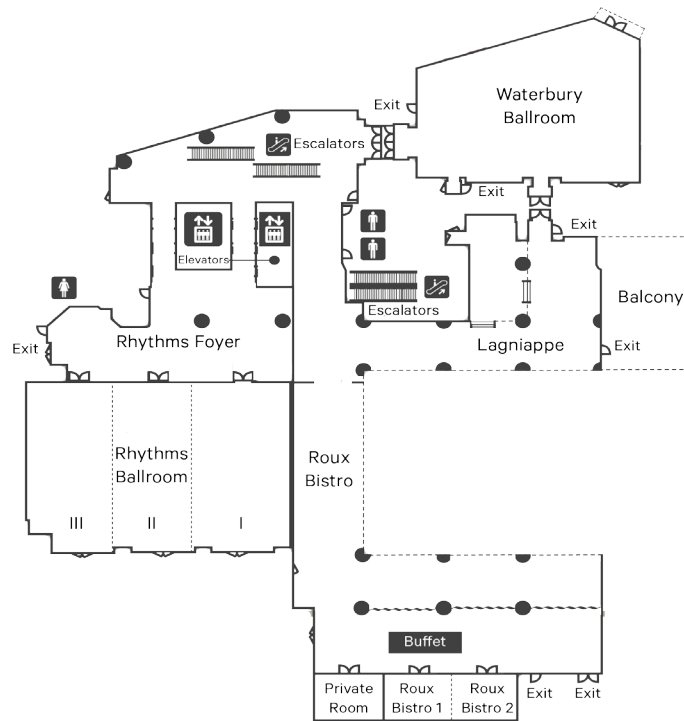 Exit
Waterbury
Ballroom
Escalators
Exit
Exit
Elevators
Balcony
Escalators
Rhythms Foyer
Lagniappe
Exit
Exit
Rhythms
Ballroom
Roux
Bistro
III
II
I
Buffet
Private
Room
Roux
Bistro 1
Roux
Bistro 2
Exit
Exit